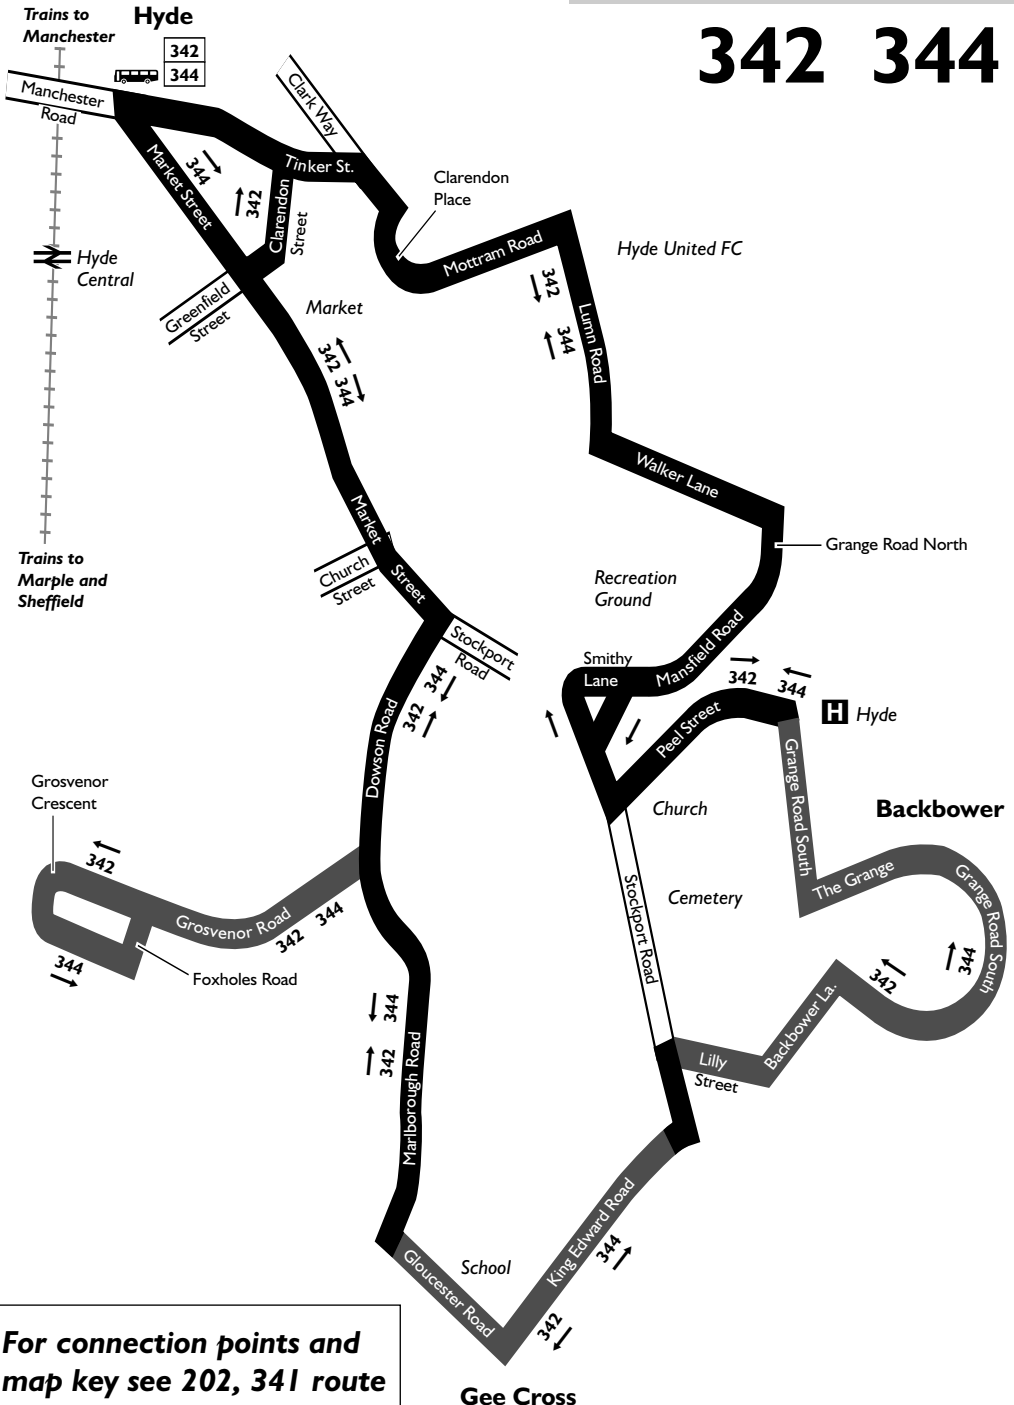 Trains to
Manchester
Hyde
342
344
342 344
Manchester
Road
Clark Way
Tinker St.
Market Street
344
342
Clarendon
Street
Clarendon
Place
Mottram Road
Hyde United FC
Hyde
Central
Greenfield
Street
Market
342
344
342
344
Lumn Road
Walker Lane
Grange Road North
Trains to
Marple and
Sheffield
Market
Street
Church
Street
Recreation
Ground
Stockport
Road
Smithy
Lane
Mansfield Road
342
344
344
342
Dowson Road
Peel Street
H Hyde
Grange Road South
Grosvenor
Crescent
Church
Backbower
342
Grosvenor Road
342 344
Stockport Road
Cemetery
The Grange
Grange Road South
344
Foxholes Road
342
344
344
342
Marlborough Road
Backbower La.
Lilly
Street
King Edward Road
344
School
Gloucester Road
342
For connection points and
map key see 202, 341 route
Gee Cross